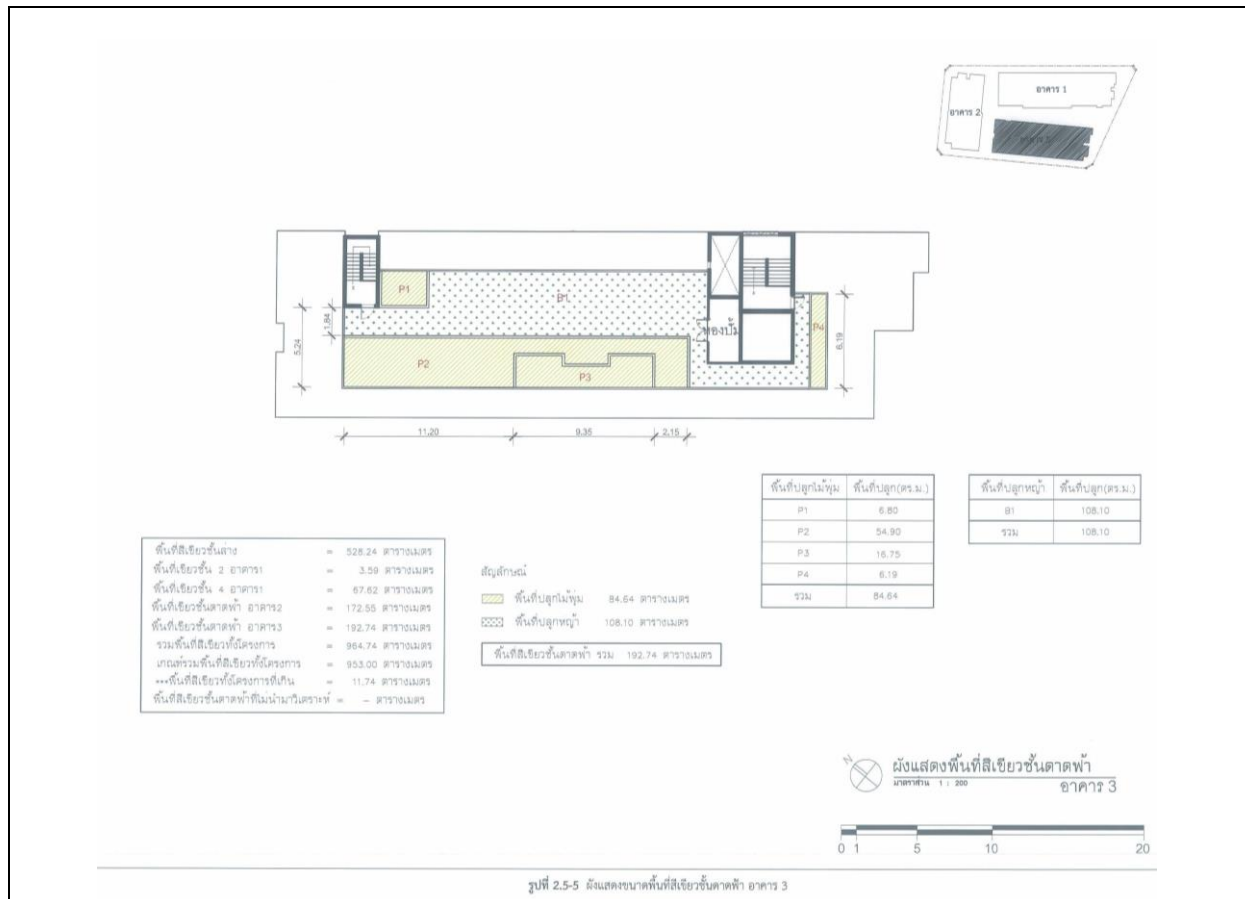 อาคาร 1
อาคาร 2
P1
B1
P4
ห้องปั๊ม
P2
P3
1.84
5.24
6.19
11.20
9.35
2.15
พื้นที่ปลูกไม้พุ่ม พื้นที่ปลูก(ตร.ม.)
P1 6.80
P2 54.90
P3 16.75
P4 6.19
รวม 84.64
พื้นที่ปลูกหญ้า พื้นที่ปลูก(ตร.ม.)
B1 108.10
รวม 108.10
พื้นที่สีเขียวชั้นล่าง = 528.24 ตารางเมตร
พื้นที่เขียวชั้น 2 อาคาร1 = 3.59 ตารางเมตร
พื้นที่เขียวชั้น 4 อาคาร1 = 67.62 ตารางเมตร
พื้นที่เขียวชั้นดาดฟ้า อาคาร2 = 172.55 ตารางเมตร
พื้นที่เขียวชั้นดาดฟ้า อาคาร3 = 192.74 ตารางเมตร
รวมพื้นที่สีเขียวทั้งโครงการ = 964.74 ตารางเมตร
เกณฑ์รวมพื้นที่สีเขียวทั้งโครงการ = 953.00 ตารางเมตร
***พื้นที่สีเขียวทั้งโครงการที่เกิน = 11.74 ตารางเมตร
พื้นที่สีเขียวชั้นดาดฟ้าที่ไม่นำมาวิเคราะห์ = - ตารางเมตร
สัญลักษณ์
พื้นที่ปลูกไม้พุ่ม 84.64 ตารางเมตร
พื้นที่ปลูกหญ้า 108.10 ตารางเมตร
พื้นที่สีเขียวชั้นดาดฟ้า รวม 192.74 ตารางเมตร
N
ผังแสดงพื้นที่สีเขียวชั้นดาดฟ้า
มาตราส่วน 1 : 200
อาคาร 3
0 1 5 10 20
รูปที่ 2.5-5 ผังแสดงขนาดพื้นที่สีเขียวชั้นดาดฟ้า อาคาร 3